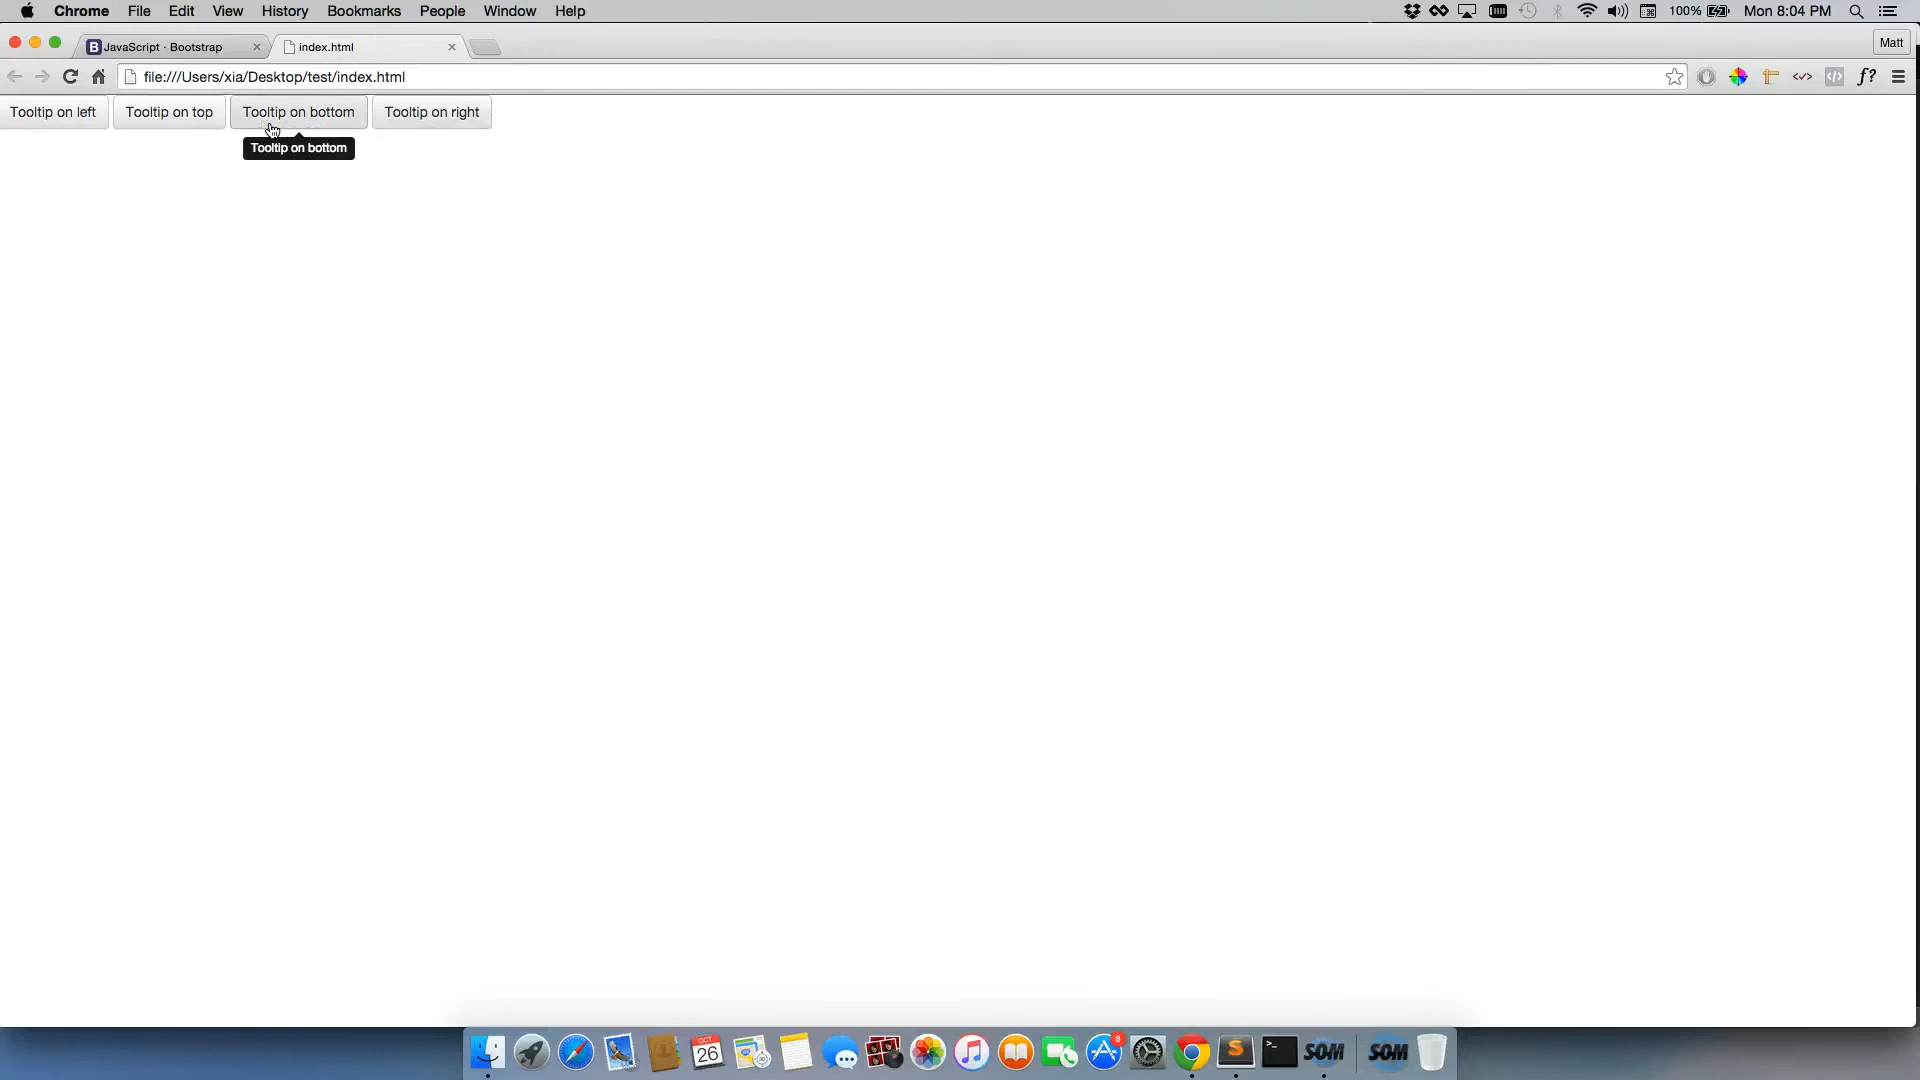 Chrome File Edit View History Bookmarks People Window Help 100% Mon 8:04 PM
JavaScript · Bootstrap index.html Matt
file:///Users/xia/Desktop/test/index.html f?
Tooltip on left Tooltip on top Tooltip on bottom Tooltip on right
Tooltip on bottom
OCT
26
8
S
SOM SOM